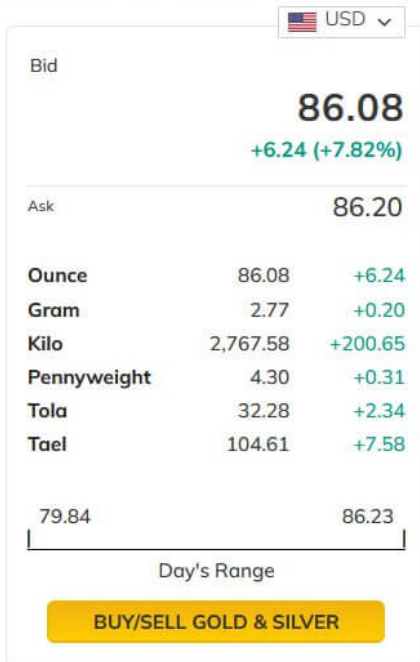 USD
Bid
86.08
+6.24 (+7.82%)
Ask 86.20
Ounce 86.08 +6.24
Gram 2.77 +0.20
Kilo 2,767.58 +200.65
Pennyweight 4.30 +0.31
Tola 32.28 +2.34
Tael 104.61 +7.58
79.84 86.23
Day's Range
BUY/SELL GOLD & SILVER